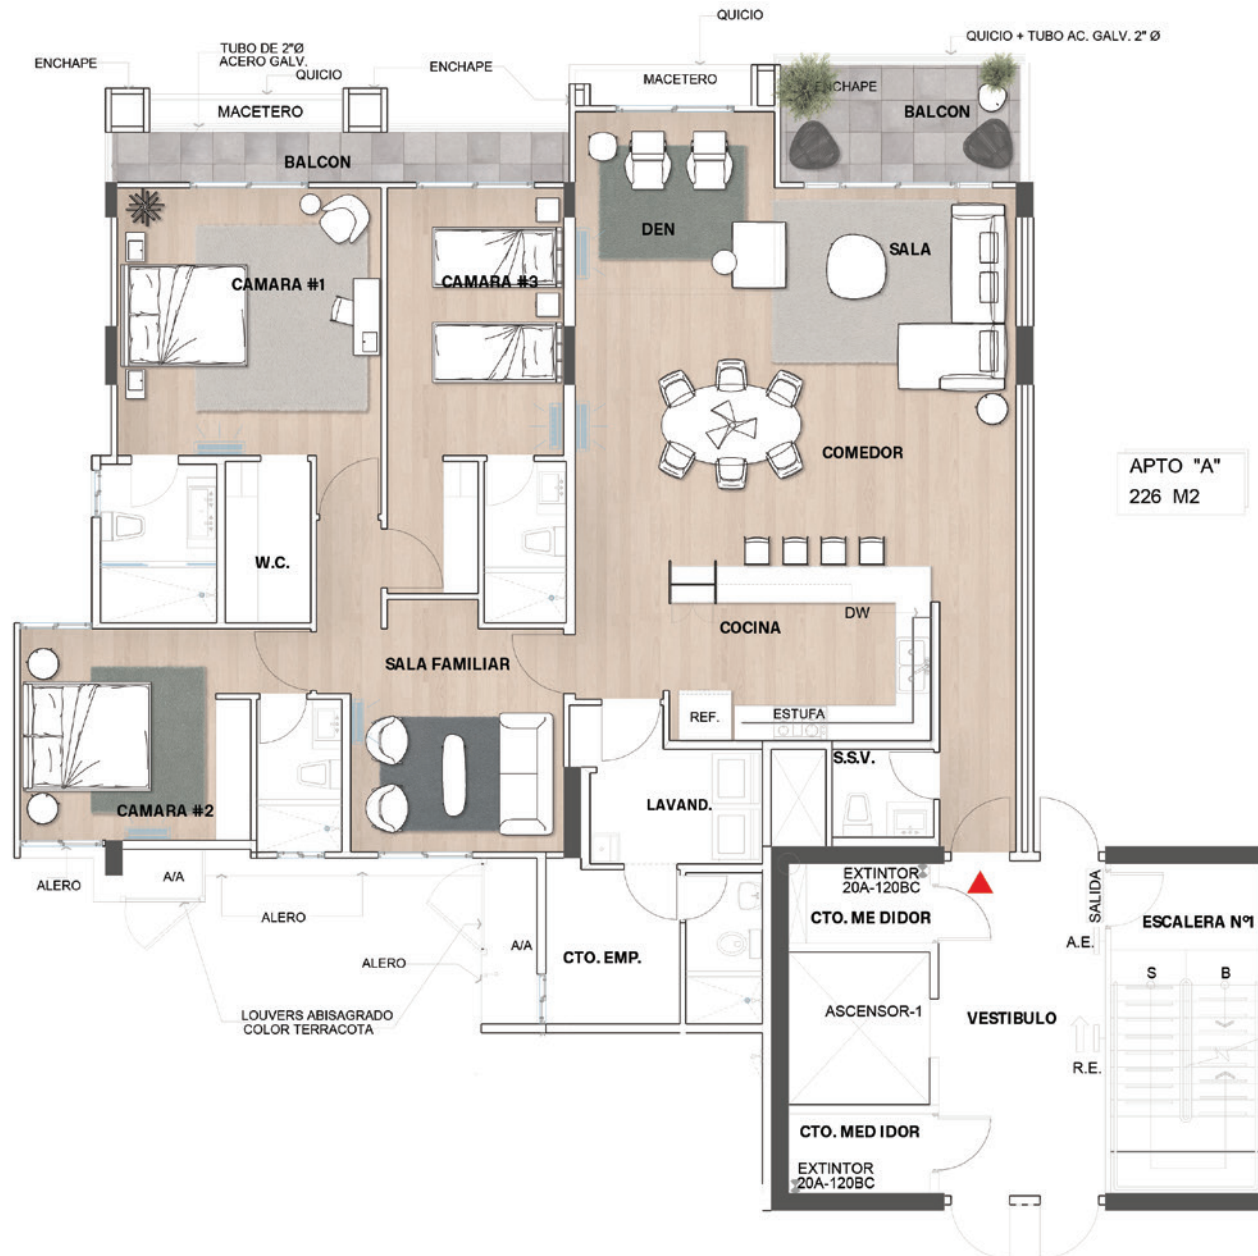 QUICIO
QUICIO + TUBO AC. GALV. 2" Ø
TUBO DE 2"Ø
ACERO GALV.
ENCHAPE
ENCHAPE
QUICIO
MACETERO
ENCHAPE
MACETERO
BALCON
BALCON
DEN
SALA
CAMARA #1
CAMARA #3
COMEDOR
APTO "A"
226 M2
W.C.
DW
COCINA
SALA FAMILIAR
REF.
ESTUFA
S.S.V.
LAVAND.
CAMARA #2
A/A
ALERO
EXTINTOR
20A-120BC
SALIDA
ALERO
CTO. ME DIDOR
ESCALERA Nº1
A/A
A.E.
CTO. EMP.
ALERO
S
B
LOUVERS ABISAGRADO
COLOR TERRACOTA
ASCENSOR-1
VESTIBULO
R.E.
CTO. MED IDOR
EXTINTOR
20A-120BC